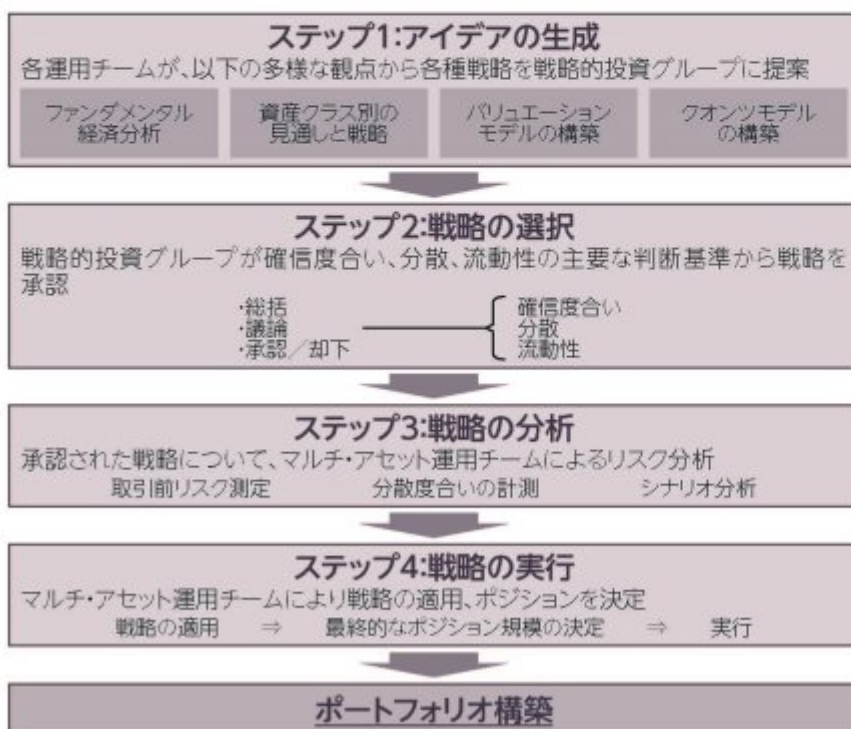 ステップ1:アイデアの生成
各運用チームが、以下の多様な観点から各種戦略を戦略的投資グループに提案
ファンダメンタル
経済分析
資産クラス別の
見通しと戦略
バリュエーション
モデルの構築
クオンツモデル
の構築
ステップ2:戦略の選択
戦略的投資グループが確信度合い、分散、流動性の主要な判断基準から戦略を
承認
・総括
・議論
・承認／却下
確信度合い
分散
流動性
ステップ3:戦略の分析
承認された戦略について、マルチ・アセット運用チームによるリスク分析
取引前リスク測定 分散度合いの計測 シナリオ分析
ステップ4:戦略の実行
マルチ・アセット運用チームにより戦略の適用、ポジションを決定
戦略の適用 ⇒ 最終的なポジション規模の決定 ⇒ 実行
ポートフォリオ構築